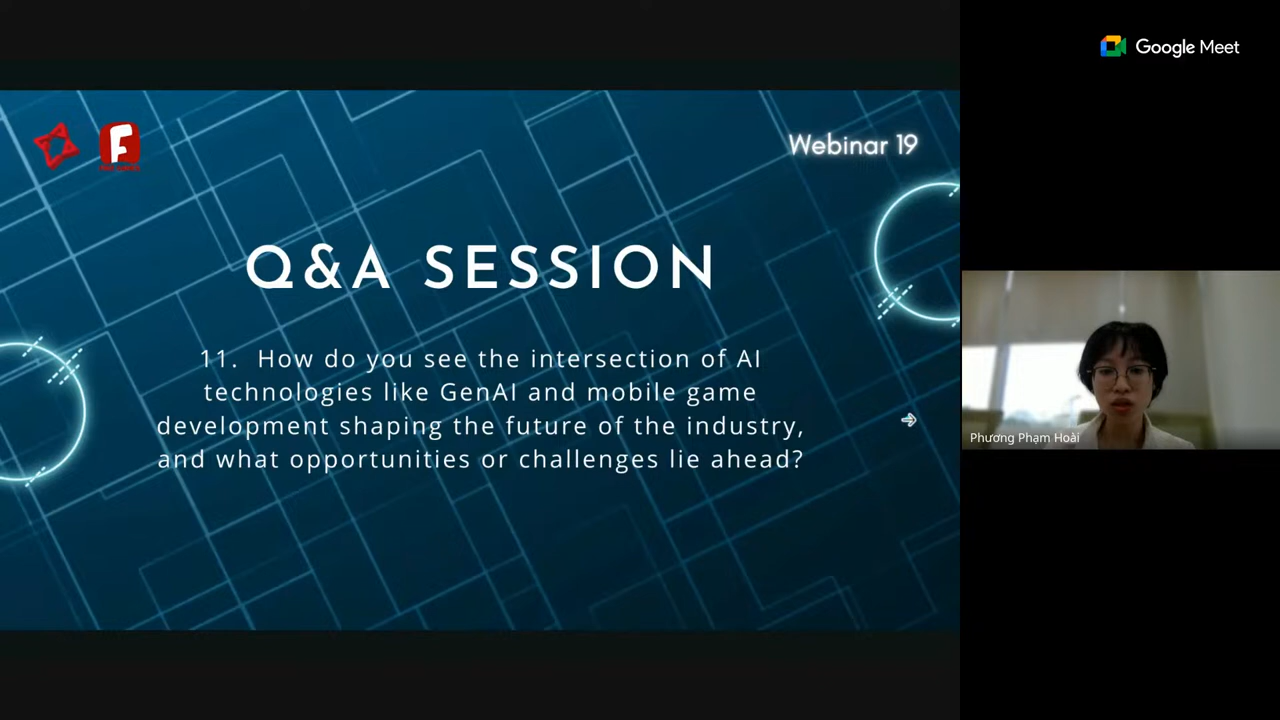 Google Meet
F
Webinar 19
Q&A SESSION
11. How do you see the intersection of AI
technologies like GenAI and mobile game
development shaping the future of the industry,
and what opportunities or challenges lie ahead?
Phương Phạm Hoài